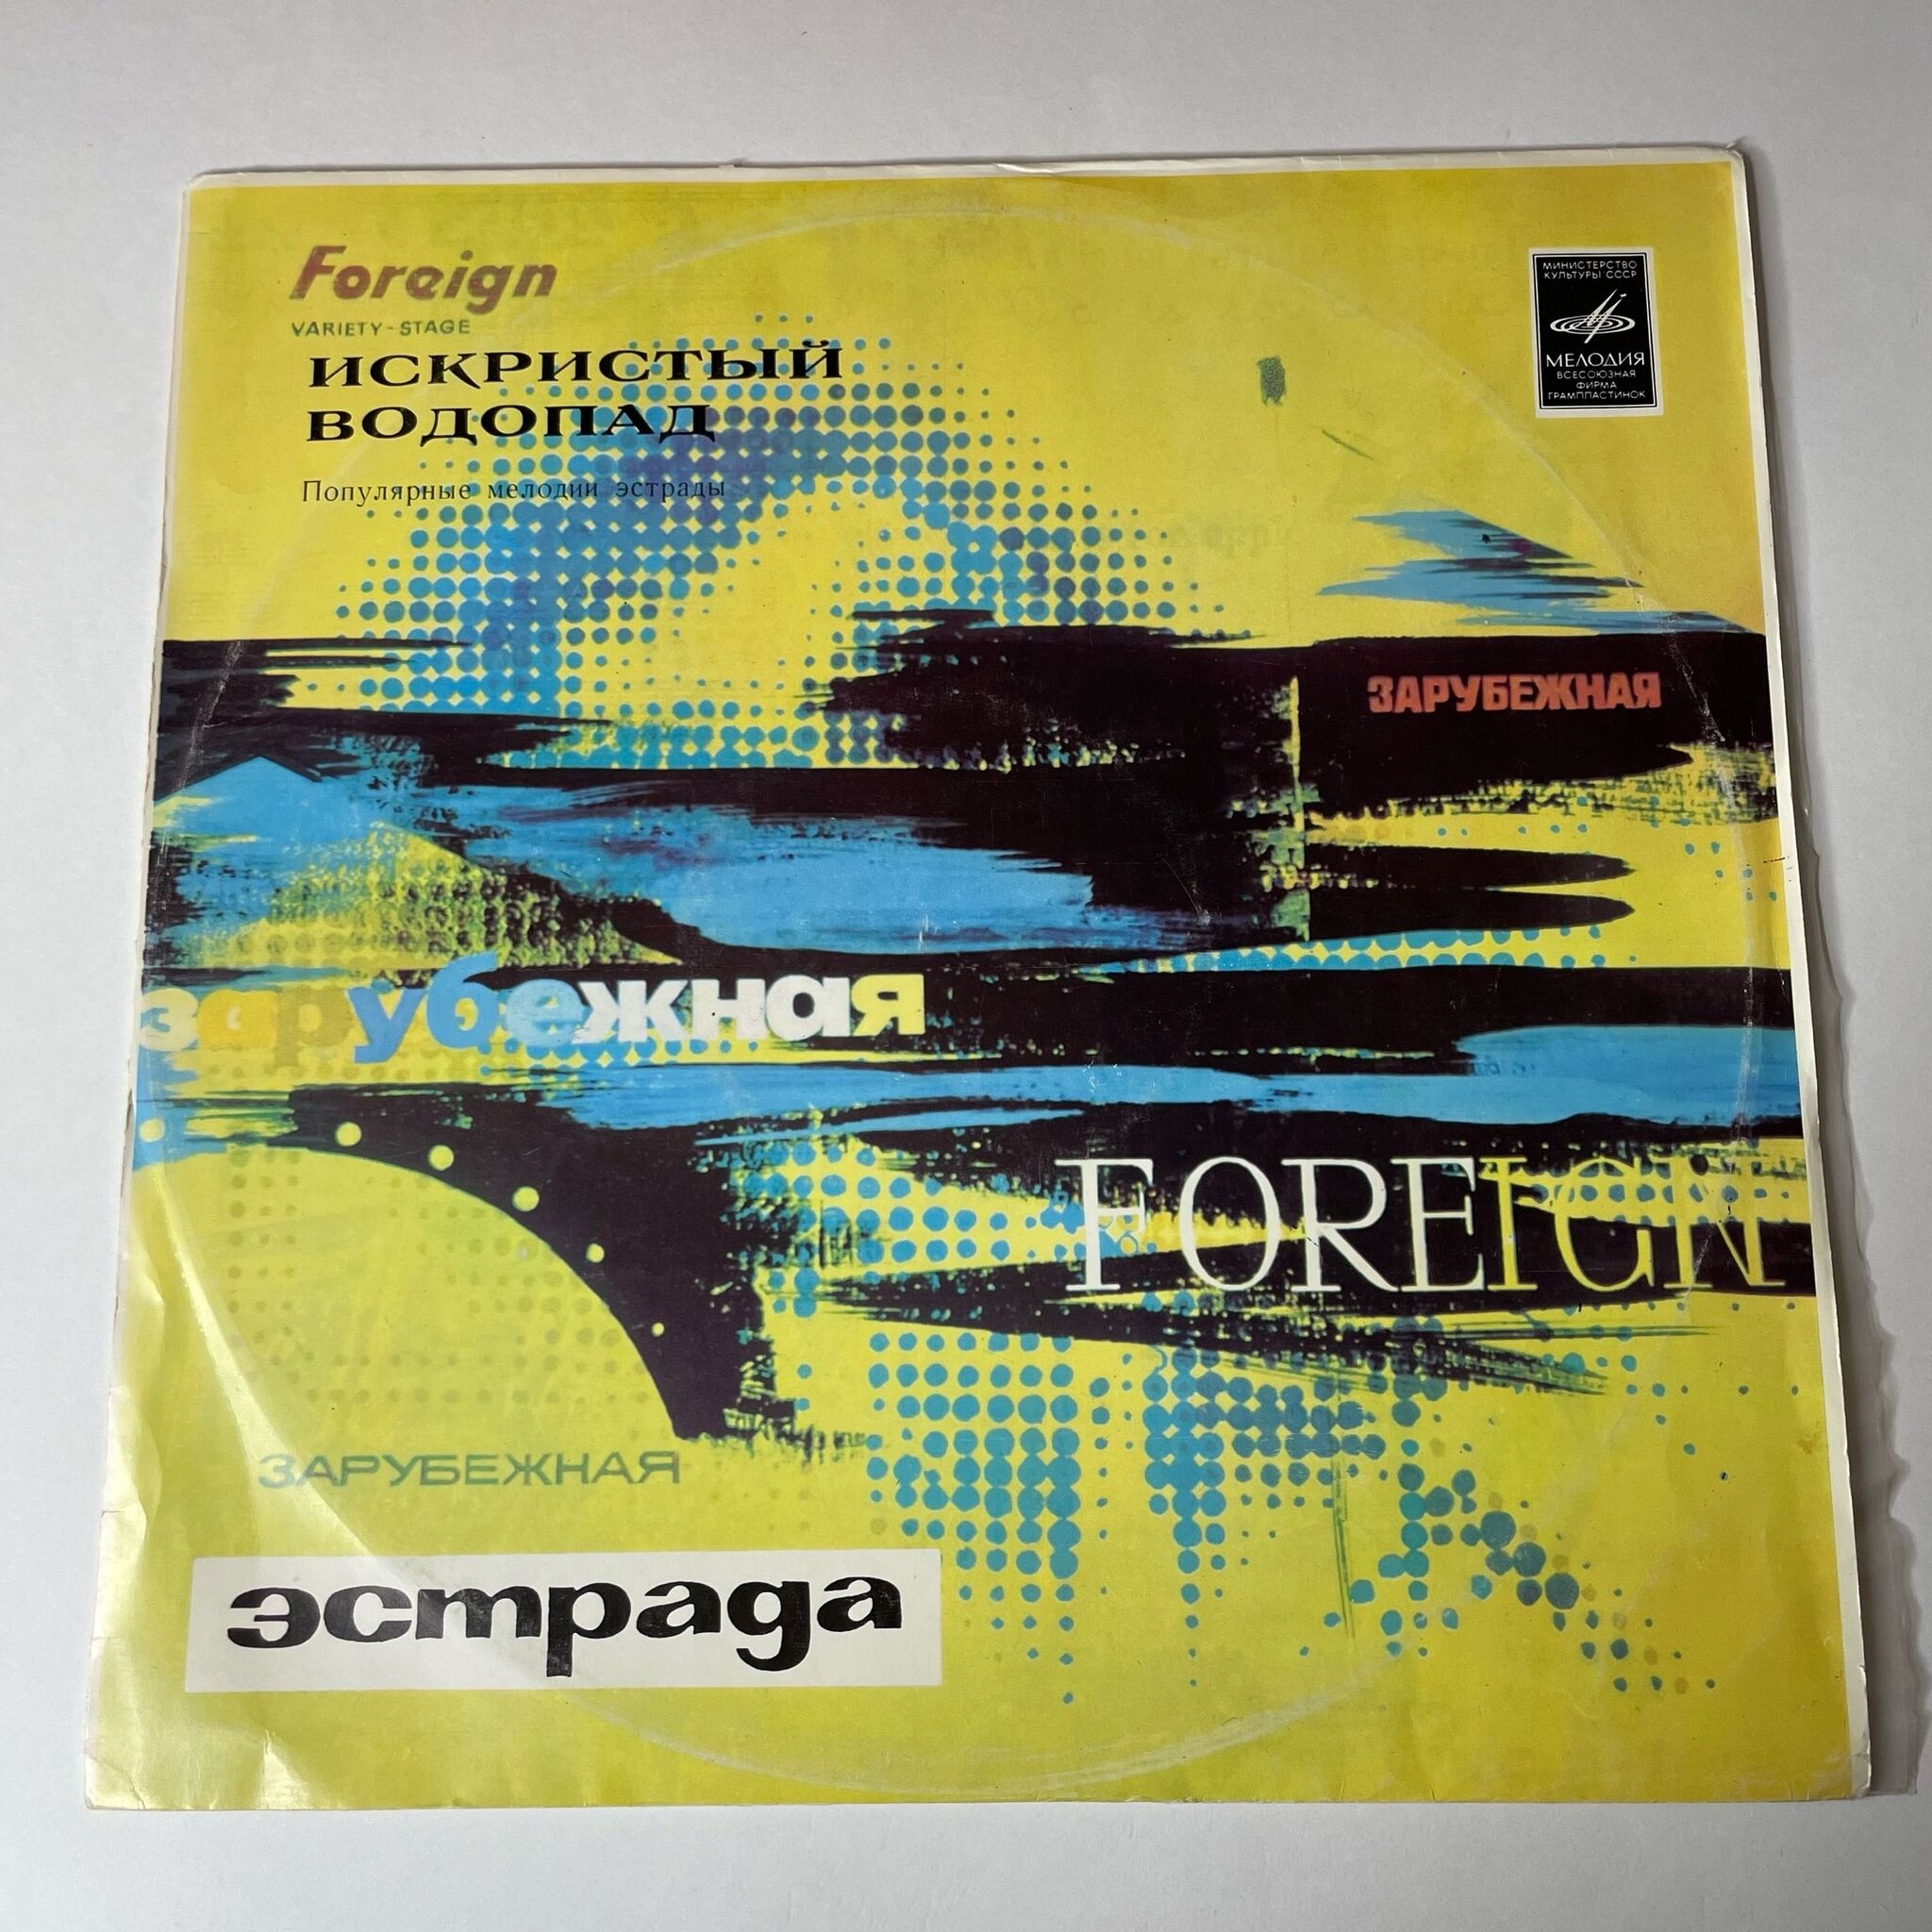 Foreign
VARIETY-STAGE
ИСКРИСТЫЙ
ВОДОПАД
Популярные мелодии эстрады
МИНИСТЕРСТВО
КУЛЬТУРЫ СССР
МЕЛОДИЯ
ВСЕСОЮЗНАЯ
ФИРМА
ГРАМПЛАСТИНОК
ЗАРУБЕЖНАЯ
зарубежная
FOREIGN
ЗАРУБЕЖНАЯ
эстрада